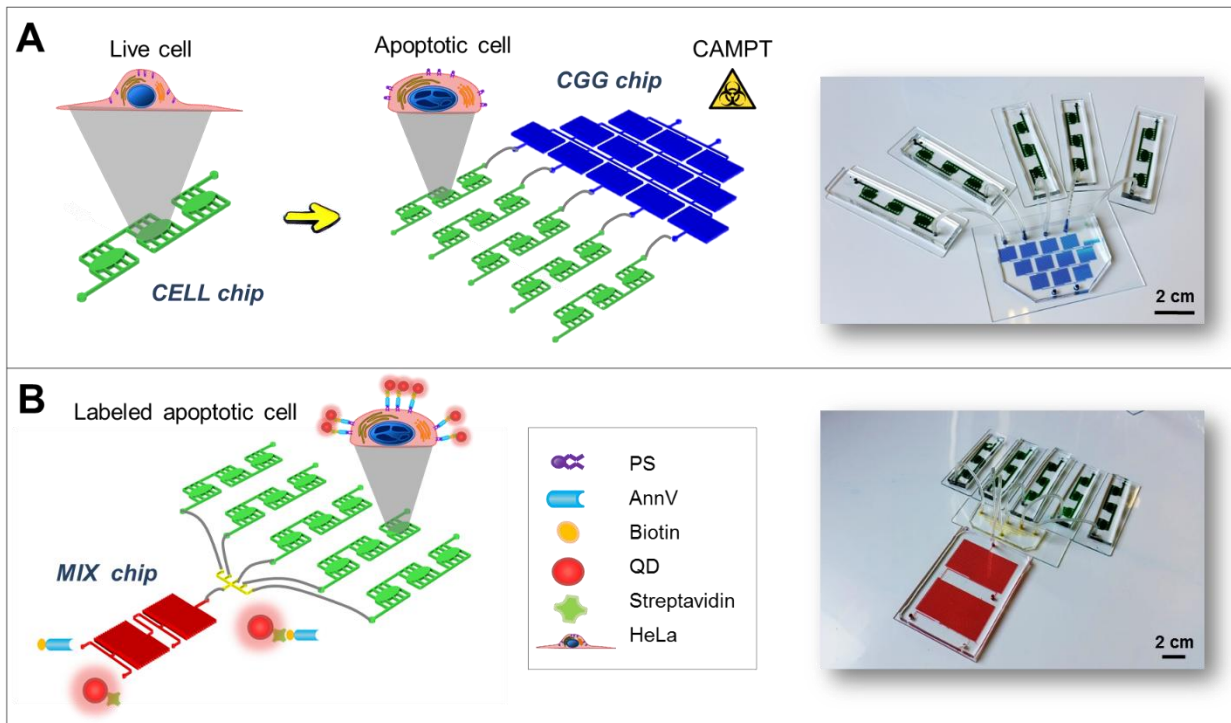 A
Live cell
Apoptotic cell
CAMPT
CGG chip
CELL chip
2 cm
B
Labeled apoptotic cell
MIX chip
PS
AnnV
Biotin
QD
Streptavidin
HeLa
2 cm